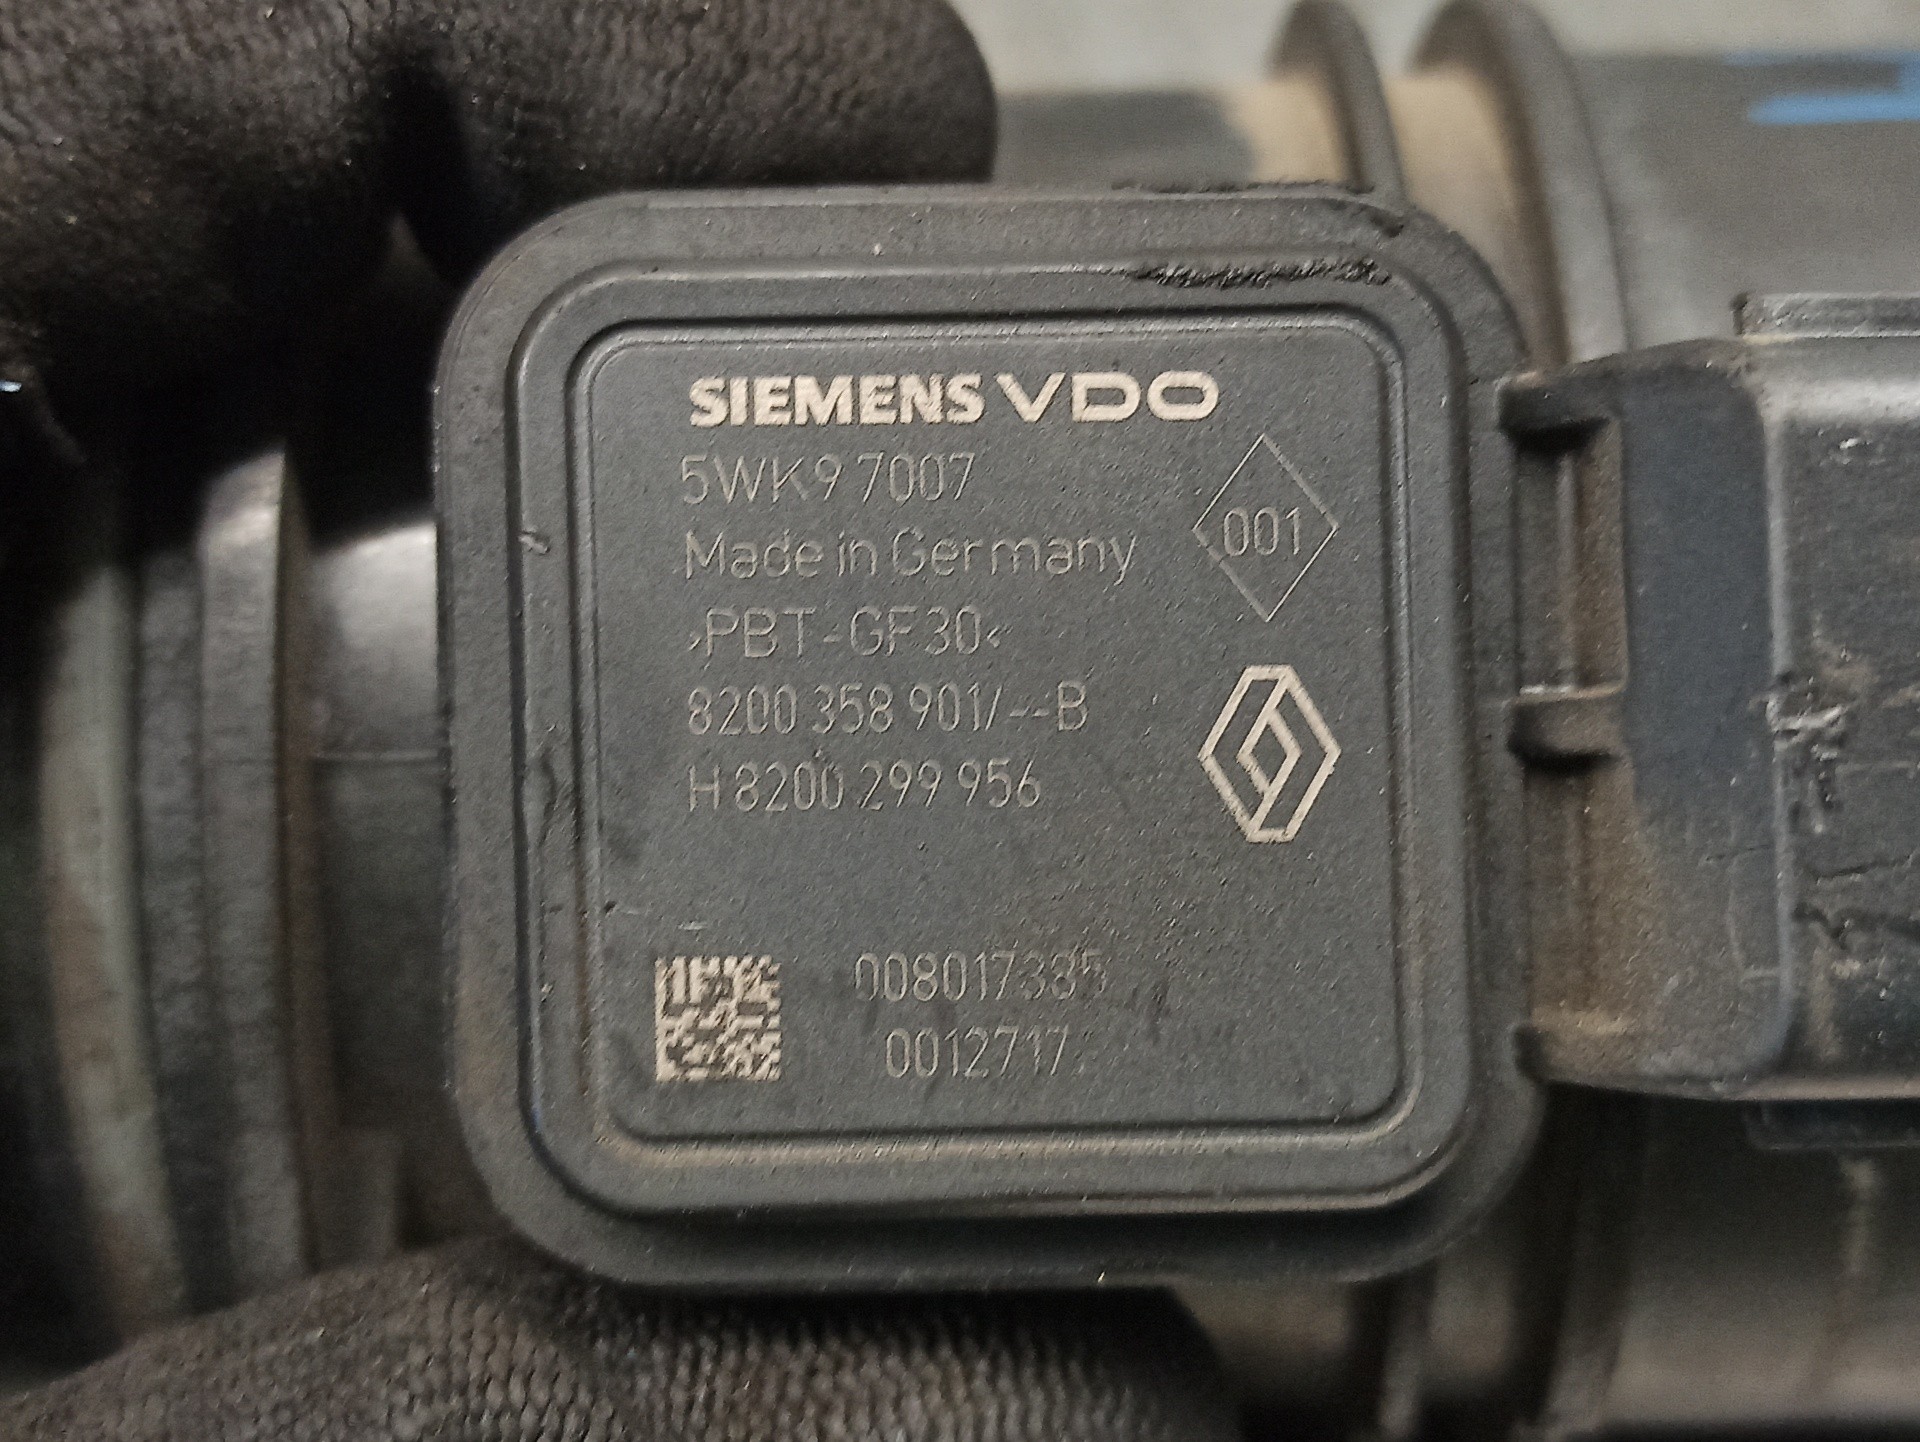 SIEMENS VDO
5WK9 7007
Made in Germany
001
>PBT-GF30<
8200 358 901/--B
H 8200 299 956
008017385
0012717